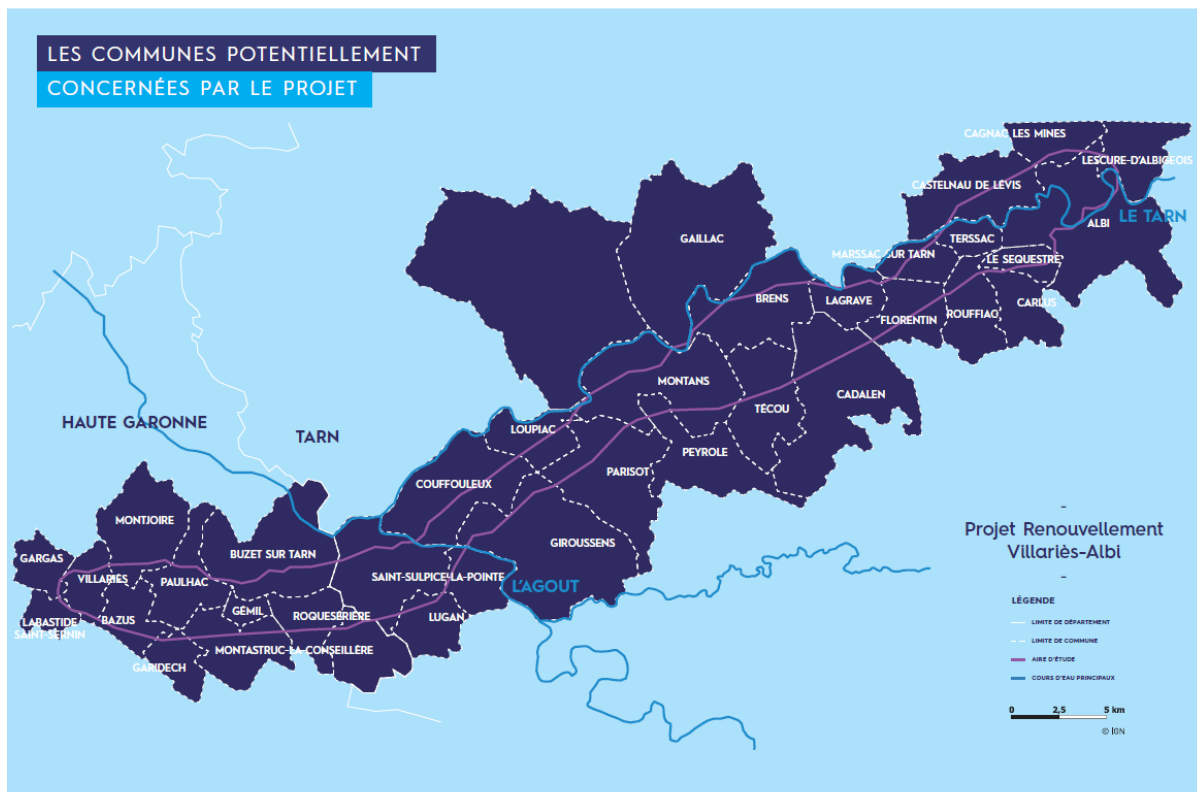 LES COMMUNES POTENTIELLEMENT
CONCERNÉES PAR LE PROJET
CAGNAC LES MINES
LESCURE-D'ALBIGEOIS
CASTELNAU DE LÉVIS
LE TARN
ALBI
GAILLAC
TERSSAC
MARSSAC SUR TARN
LE SEQUESTRE
BRENS
LAGRAVE
CARLUS
FLORENTIN
ROUFFIAC
MONTANS
CADALEN
TÉCOU
HAUTE GARONNE
TARN
LOUPIAC
PEYROLE
PARISOT
COUFFOULEUX
MONTJOIRE
GIROUSSENS
BUZET SUR TARN
GARGAS
VILLARIÈS
PAULHAC
SAINT-SULPICE-LA-POINTE
L'AGOUT
GÉMIL
ROQUESÉRIÈRE
LUGAN
BAZUS
LABASTIDE
SAINT-SERNIN
MONTASTRUC-LA-CONSEILLÈRE
GARIDECH
-
Projet Renouvellement
Villariès-Albi
-
LÉGENDE
LIMITE DE DÉPARTEMENT
LIMITE DE COMMUNE
AIRE D'ÉTUDE
COURS D'EAU PRINCIPAUX
0 2,5 5 km
© IGN